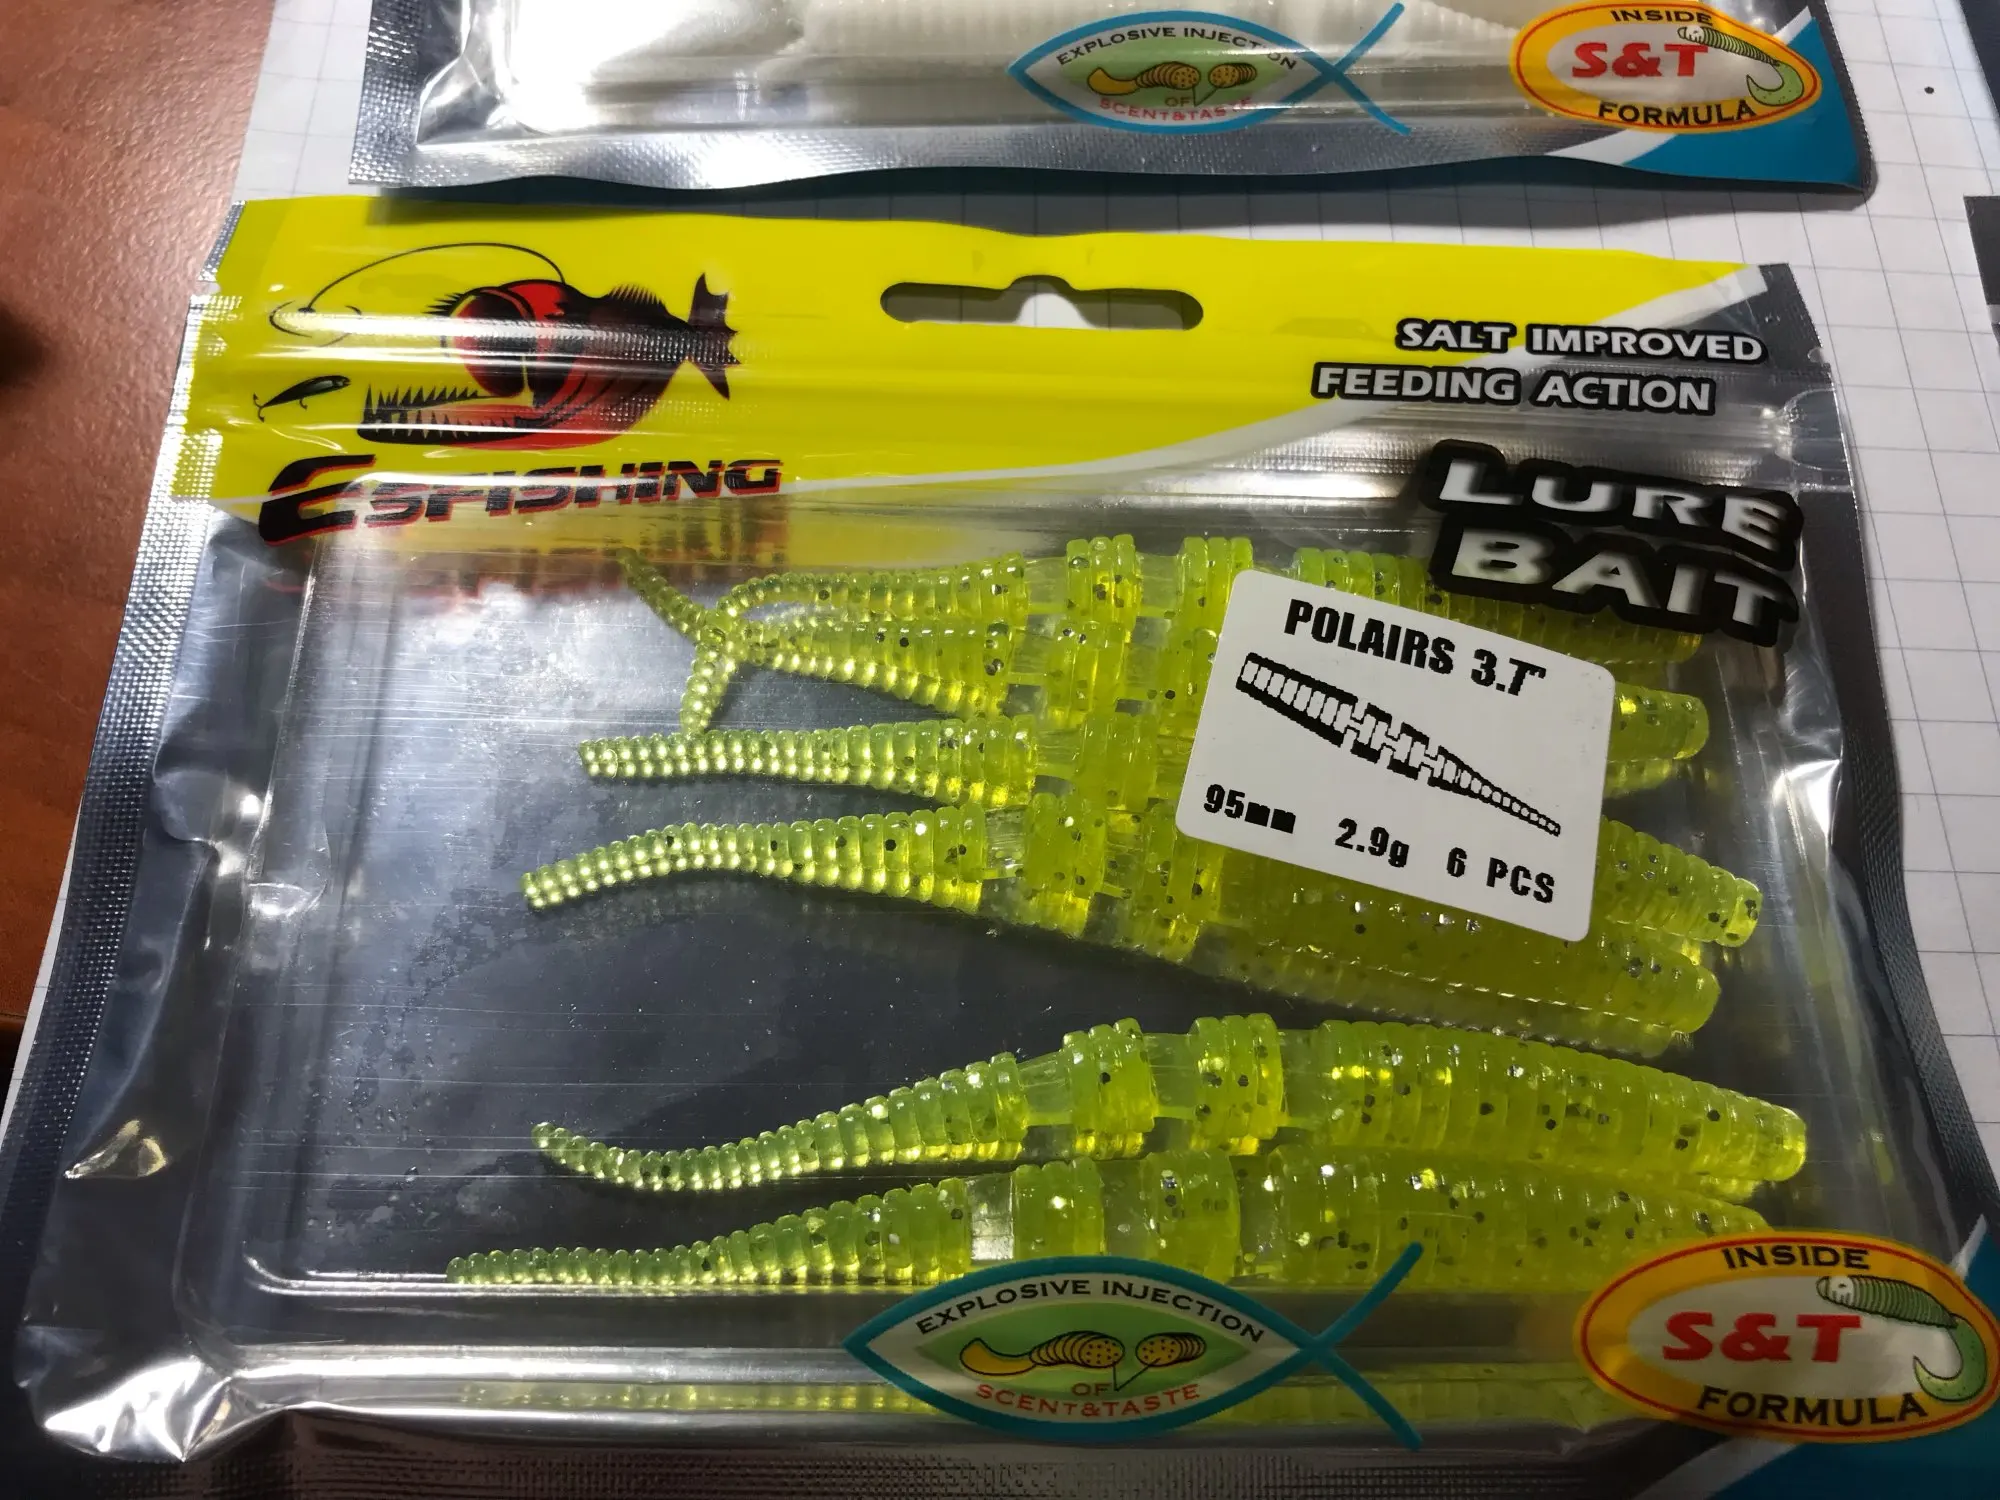 EXPLOSIVE INJECTION
OF
SCENT&TASTE
INSIDE
S&T
FORMULA
SALT IMPROVED
FEEDING ACTION
ESFISHING
LURE
BAIT
POLAIRS 3.7"
95mm 2.9g 6 PCS
EXPLOSIVE INJECTION
OF
SCENT&TASTE
INSIDE
S&T
FORMULA